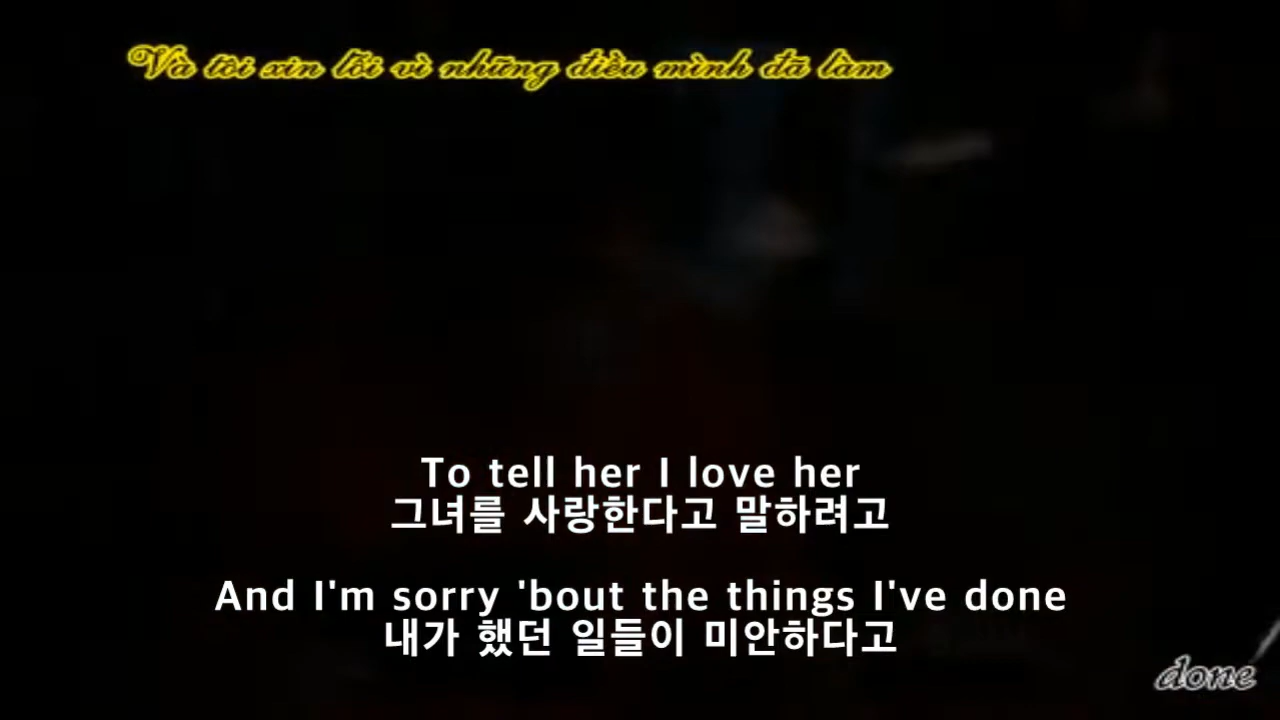 Và tôi xin lỗi vì những điều mình đã làm
To tell her I love her
그녀를 사랑한다고 말하려고
And I'm sorry 'bout the things I've done
내가 했던 일들이 미안하다고
done